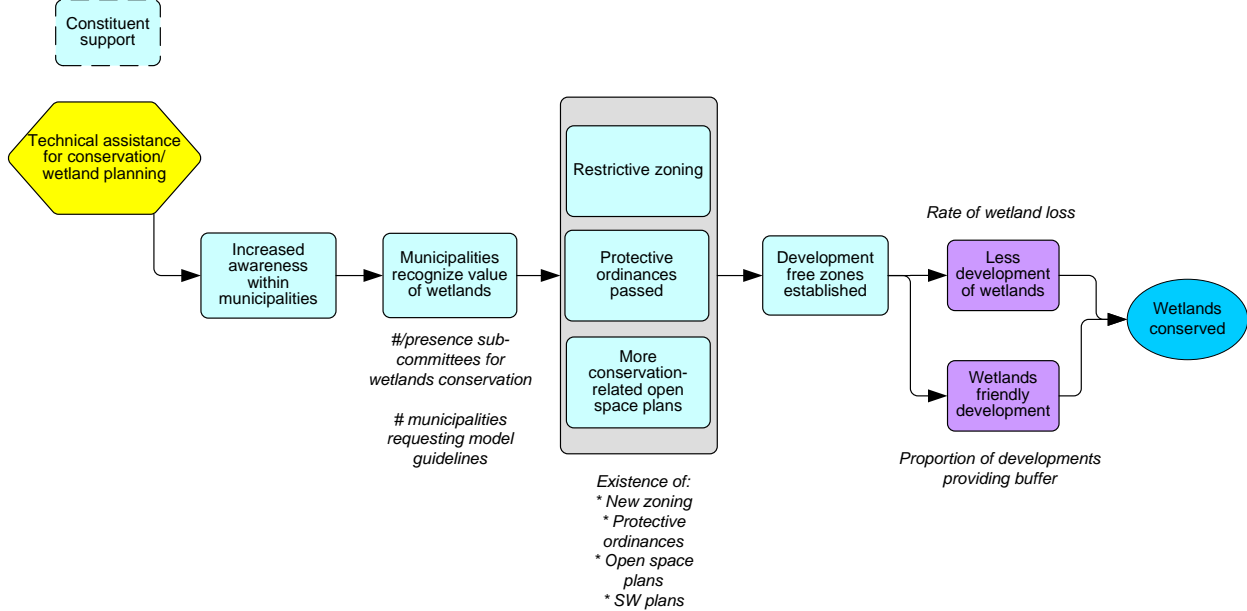 Constituent
support
Technical assistance
for conservation/
wetland planning
Increased
awareness
within
municipalities
Municipalities
recognize value
of wetlands
#/presence sub-
committees for
wetlands conservation
# municipalities
requesting model
guidelines
Restrictive zoning
Protective
ordinances
passed
More
conservation-
related open
space plans
Existence of:
* New zoning
* Protective
ordinances
* Open space
plans
* SW plans
Development
free zones
established
Rate of wetland loss
Less
development
of wetlands
Wetlands
friendly
development
Proportion of developments
providing buffer
Wetlands
conserved